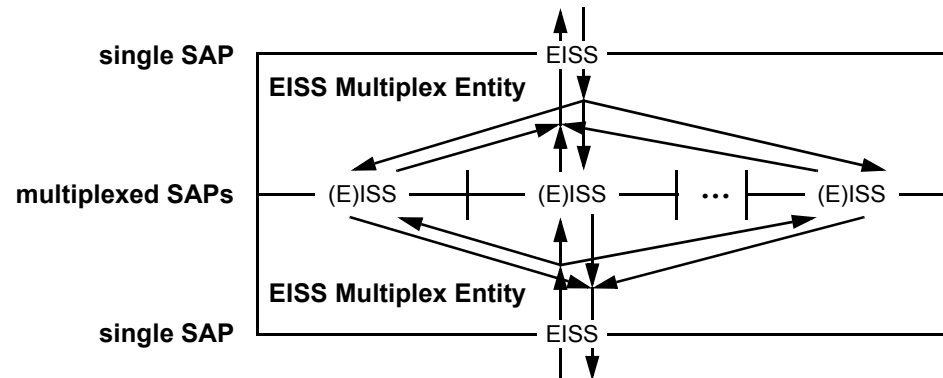 single SAP EISS
EISS Multiplex Entity
multiplexed SAPs (E)ISS (E)ISS ... (E)ISS
EISS Multiplex Entity
single SAP EISS